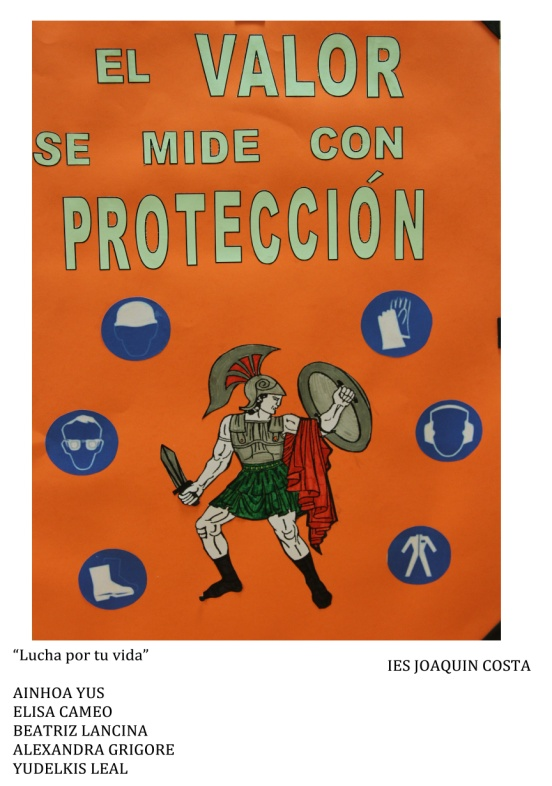 EL VALOR
SE MIDE CON
PROTECCIÓN
“Lucha por tu vida”
IES JOAQUIN COSTA
AINHOA YUS
ELISA CAMEO
BEATRIZ LANCINA
ALEXANDRA GRIGORE
YUDELKIS LEAL